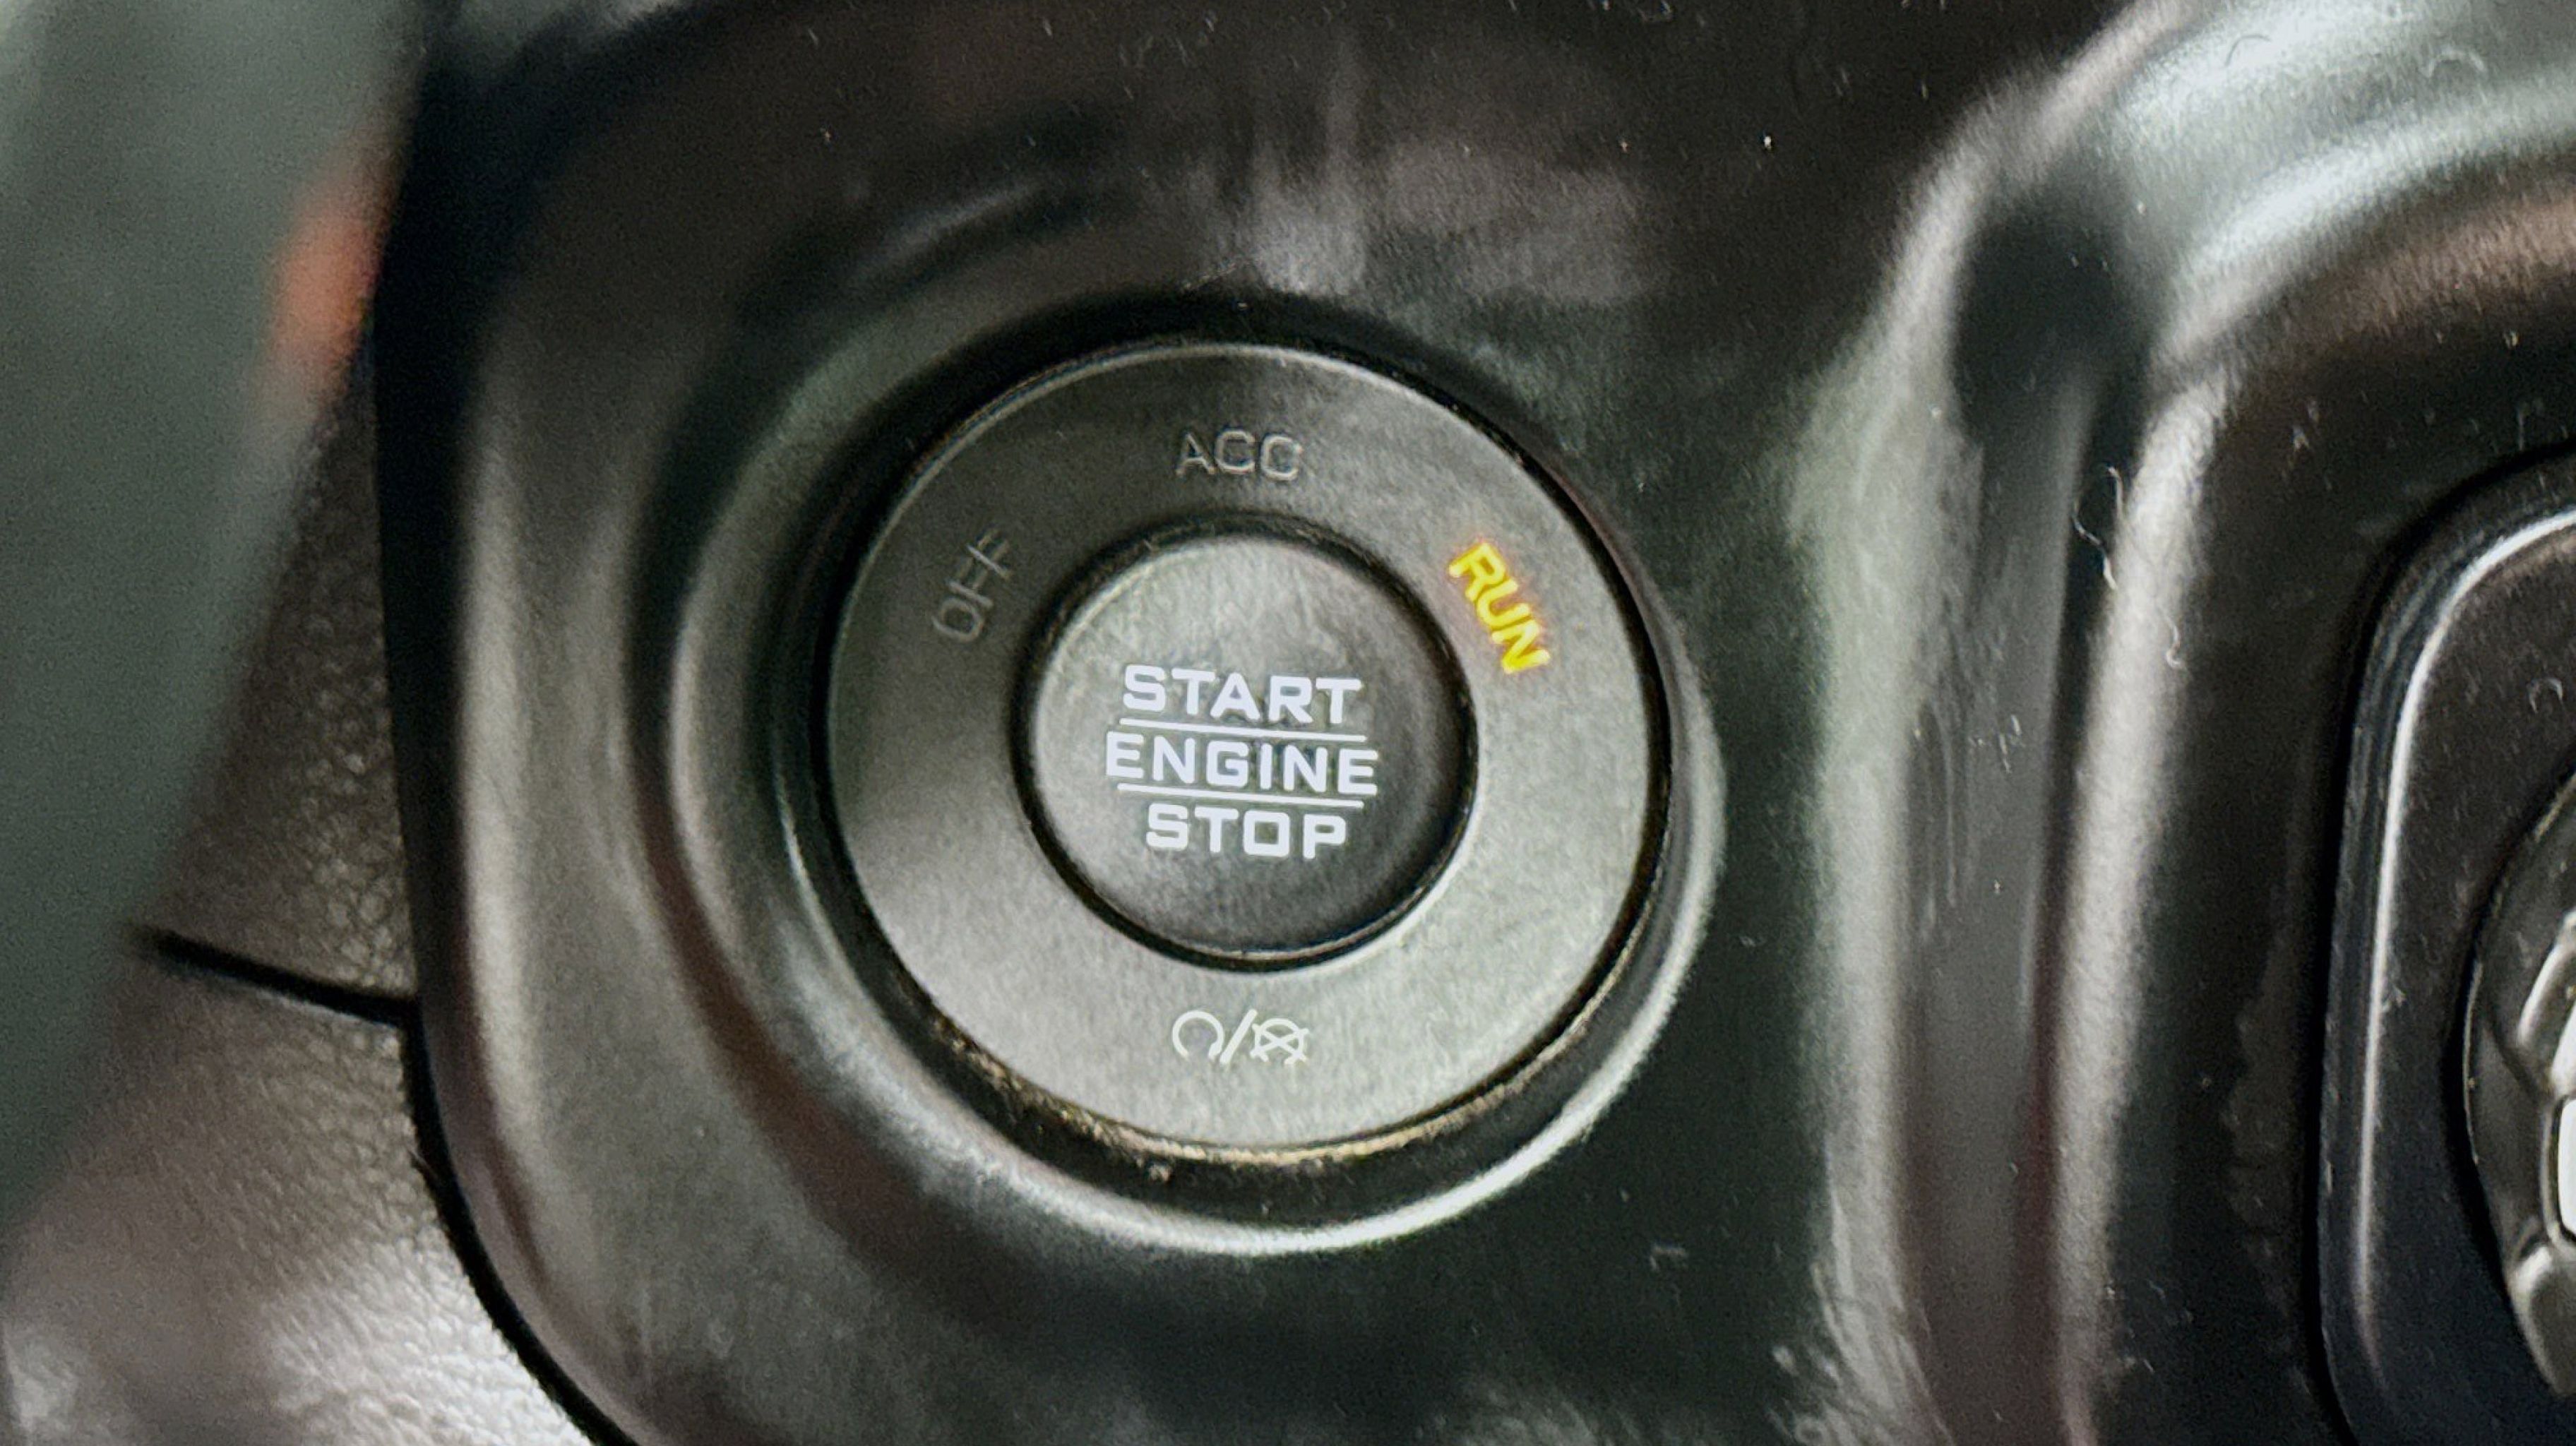 ACC
OFF
RUN
START
ENGINE
STOP